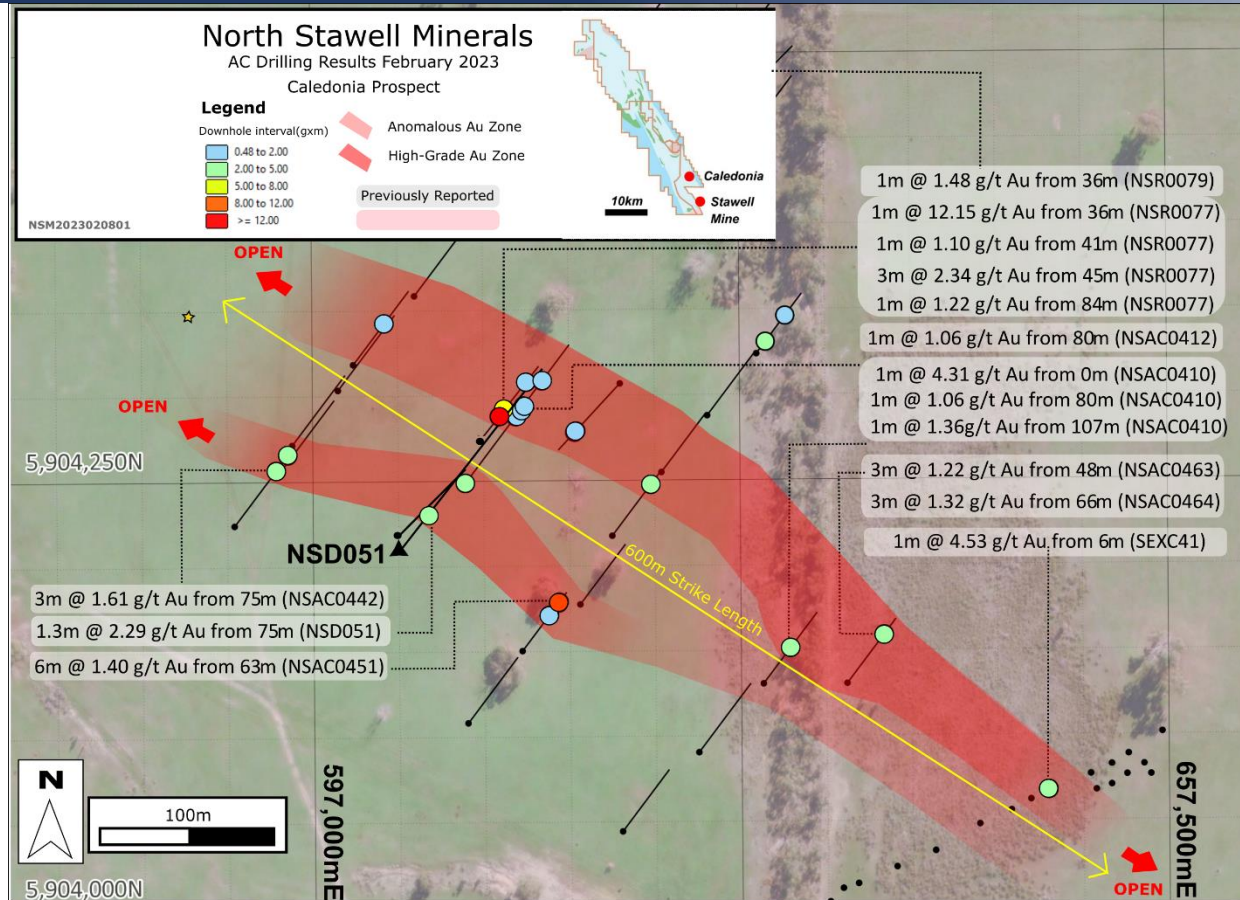 North Stawell Minerals
AC Drilling Results February 2023
Caledonia Prospect
Legend
Downhole interval(gxm)
0.48 to 2.00
2.00 to 5.00
5.00 to 8.00
8.00 to 12.00
>= 12.00
Anomalous Au Zone
High-Grade Au Zone
Previously Reported
NSM2023020801
10km
Caledonia
Stawell
Mine
1m @ 1.48 g/t Au from 36m (NSR0079)
1m @ 12.15 g/t Au from 36m (NSR0077)
1m @ 1.10 g/t Au from 41m (NSR0077)
3m @ 2.34 g/t Au from 45m (NSR0077)
1m @ 1.22 g/t Au from 84m (NSR0077)
1m @ 1.06 g/t Au from 80m (NSAC0412)
1m @ 4.31 g/t Au from 0m (NSAC0410)
1m @ 1.06 g/t Au from 80m (NSAC0410)
1m @ 1.36g/t Au from 107m (NSAC0410)
3m @ 1.22 g/t Au from 48m (NSAC0463)
3m @ 1.32 g/t Au from 66m (NSAC0464)
1m @ 4.53 g/t Au from 6m (SEXC41)
OPEN
OPEN
5,904,250N
NSD051
600m Strike Length
3m @ 1.61 g/t Au from 75m (NSAC0442)
1.3m @ 2.29 g/t Au from 75m (NSD051)
6m @ 1.40 g/t Au from 63m (NSAC0451)
N
100m
597,000mE
657,500mE
5,904,000N
OPEN